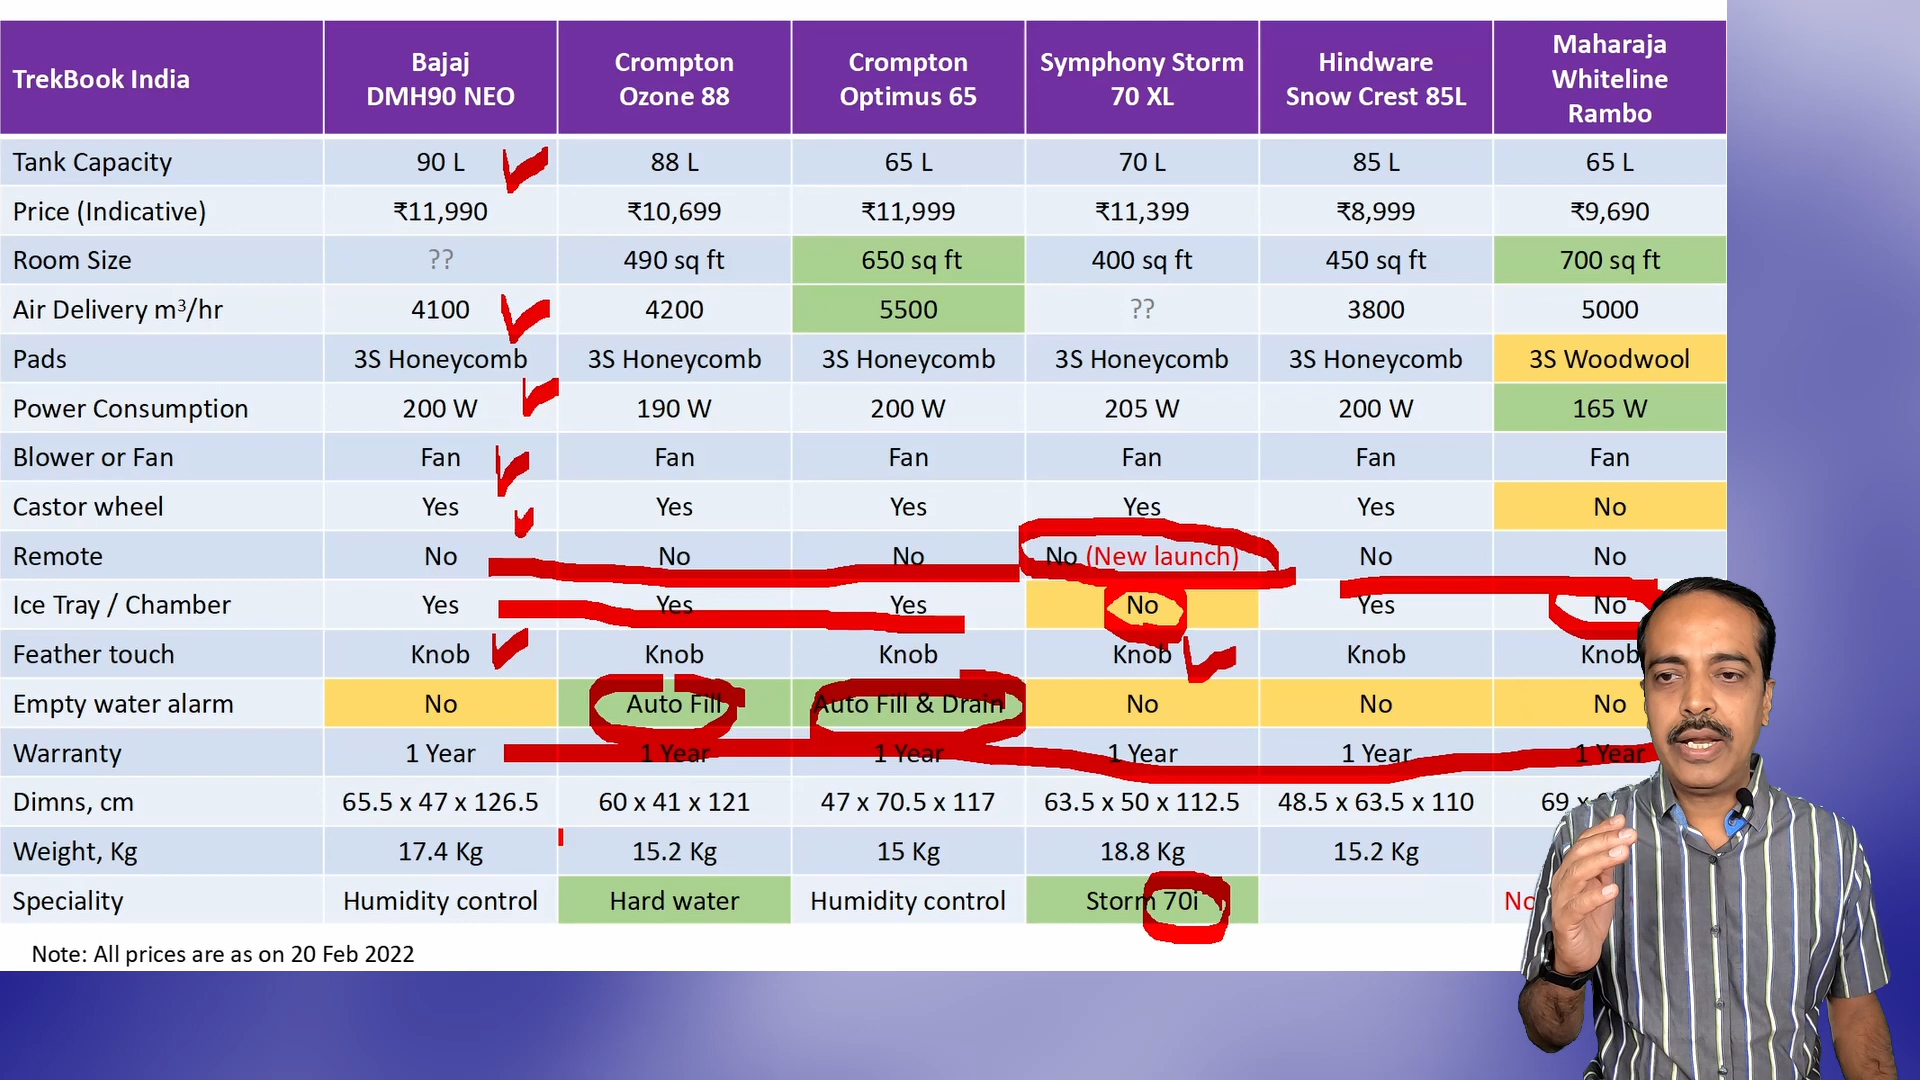 TrekBook India
Bajaj
DMH90 NEO
Crompton
Ozone 88
Crompton
Optimus 65
Symphony Storm
70 XL
Hindware
Snow Crest 85L
Maharaja
Whiteline
Rambo
Tank Capacity 90 L 88 L 65 L 70 L 85 L 65 L
Price (Indicative) ₹11,990 ₹10,699 ₹11,999 ₹11,399 ₹8,999 ₹9,690
Room Size ?? 490 sq ft 650 sq ft 400 sq ft 450 sq ft 700 sq ft
Air Delivery m³/hr 4100 4200 5500 ?? 3800 5000
Pads 3S Honeycomb 3S Honeycomb 3S Honeycomb 3S Honeycomb 3S Honeycomb 3S Woodwool
Power Consumption 200 W 190 W 200 W 205 W 200 W 165 W
Blower or Fan Fan Fan Fan Fan Fan Fan
Castor wheel Yes Yes Yes Yes Yes No
Remote No No No No (New launch) No No
Ice Tray / Chamber Yes Yes Yes No Yes No
Feather touch Knob Knob Knob Knob Knob Knob
Empty water alarm No Auto Fill Auto Fill & Drain No No No
Warranty 1 Year 1 Year 1 Year 1 Year 1 Year 1 Year
Dimns, cm 65.5 x 47 x 126.5 60 x 41 x 121 47 x 70.5 x 117 63.5 x 50 x 112.5 48.5 x 63.5 x 110 69 x
Weight, Kg 17.4 Kg 15.2 Kg 15 Kg 18.8 Kg 15.2 Kg
Speciality Humidity control Hard water Humidity control Storm 70i
Note: All prices are as on 20 Feb 2022